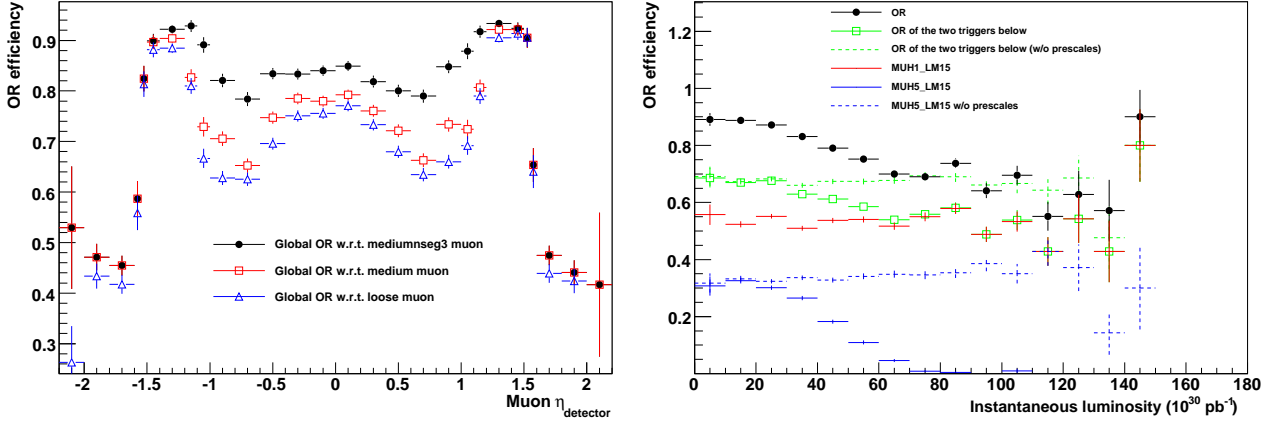 OR efficiency
0.9
0.8
0.7
0.6
0.5
0.4
0.3
Global OR w.r.t. mediumnseg3 muon
Global OR w.r.t. medium muon
Global OR w.r.t. loose muon
-2 -1.5 -1 -0.5 0 0.5 1 1.5 2
Muon η detector
OR efficiency
1.2
1
0.8
0.6
0.4
0.2
OR
OR of the two triggers below
OR of the two triggers below (w/o prescales)
MUH1_LM15
MUH5_LM15
MUH5_LM15 w/o prescales
0 20 40 60 80 100 120 140 160 180
Instantaneous luminosity (10^30 pb^-1)